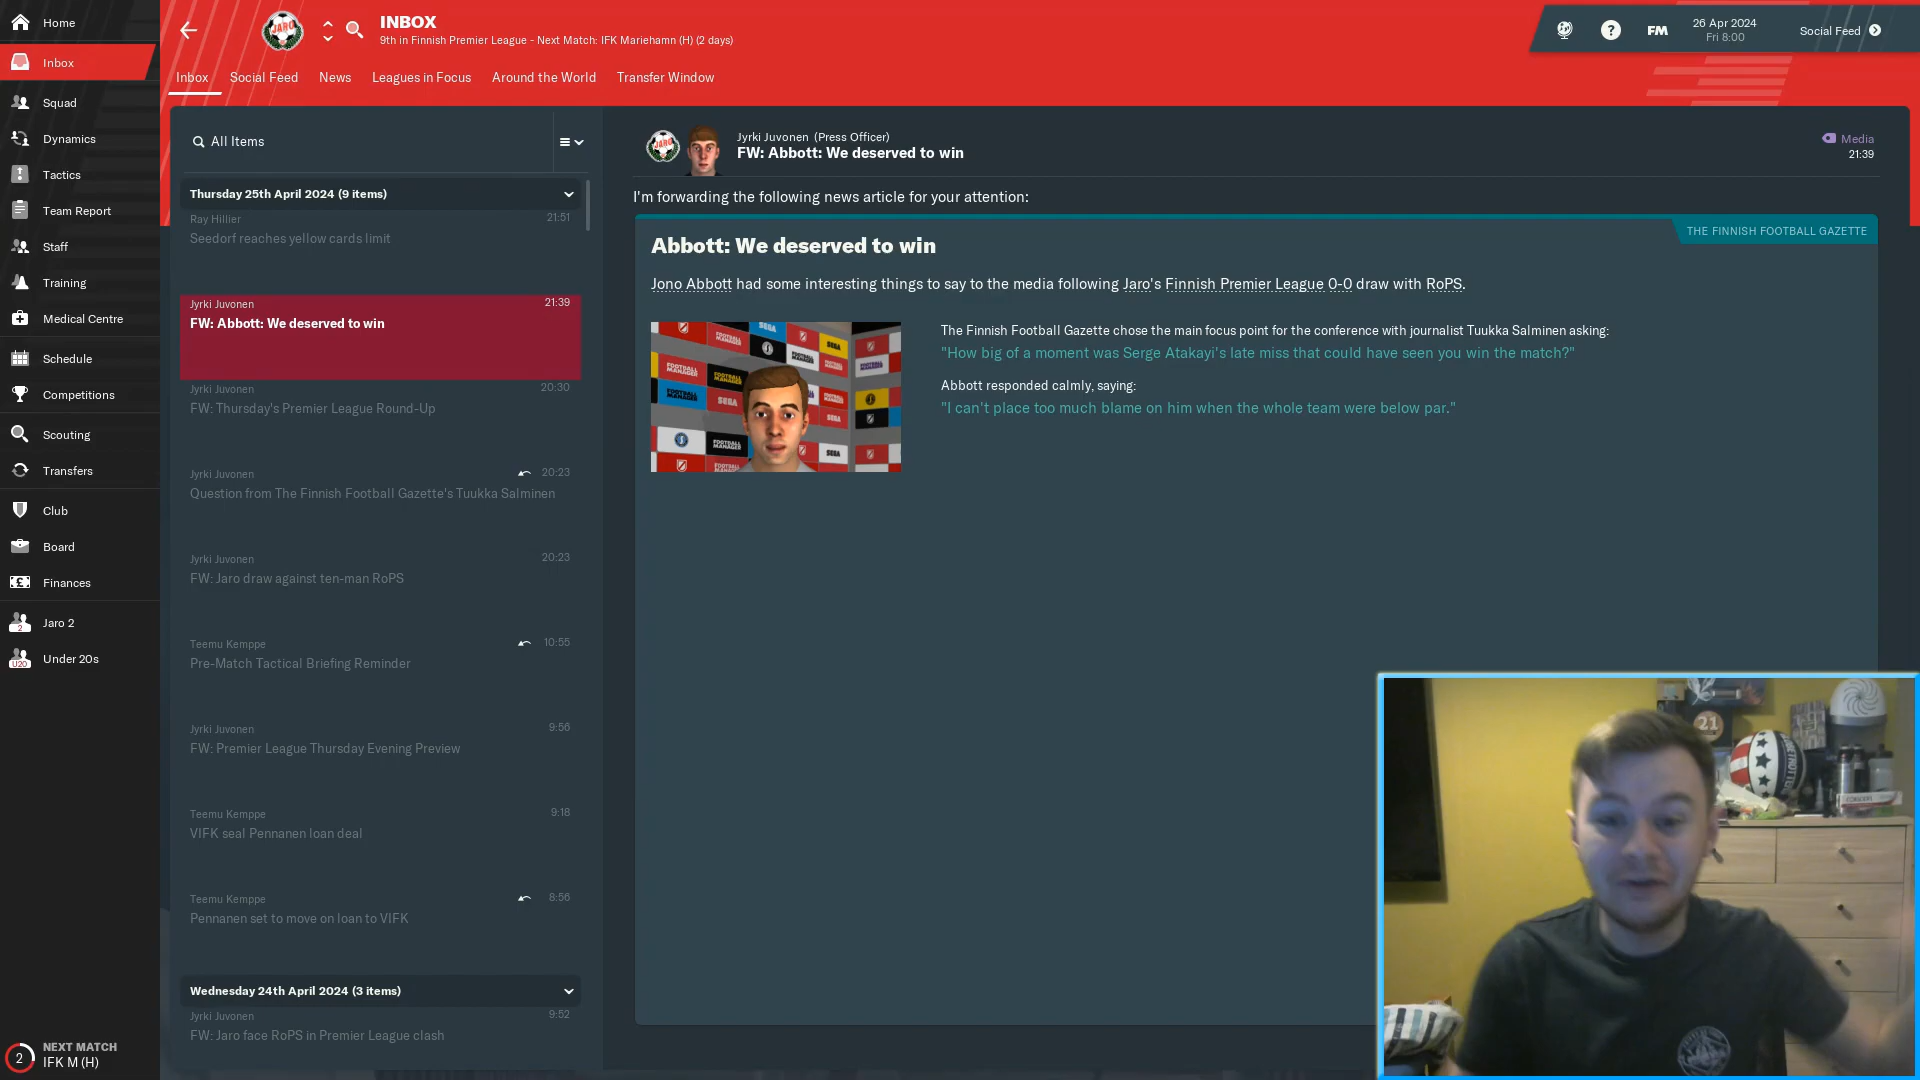 Home
Inbox
Squad
Dynamics
Tactics
Team Report
Staff
Training
Medical Centre
Schedule
Competitions
Scouting
Transfers
Club
Board
Finances
2
Jaro 2
U20
Under 20s
2
NEXT MATCH
IFK M (H)
JARO
INBOX
9th in Finnish Premier League - Next Match: IFK Mariehamn (H) (2 days)
?
FM
26 Apr 2024
Fri 8:00
Social Feed
Inbox
Social Feed
News
Leagues in Focus
Around the World
Transfer Window
All Items
Thursday 25th April 2024 (9 items)
Ray Hillier
21:51
Seedorf reaches yellow cards limit
Jyrki Juvonen
21:39
FW: Abbott: We deserved to win
Jyrki Juvonen
20:30
FW: Thursday's Premier League Round-Up
Jyrki Juvonen
20:23
Question from The Finnish Football Gazette's Tuukka Salminen
Jyrki Juvonen
20:23
FW: Jaro draw against ten-man RoPS
Teemu Kemppe
10:55
Pre-Match Tactical Briefing Reminder
Jyrki Juvonen
9:56
FW: Premier League Thursday Evening Preview
Teemu Kemppe
9:18
VIFK seal Pennanen loan deal
Teemu Kemppe
8:56
Pennanen set to move on loan to VIFK
Wednesday 24th April 2024 (3 items)
Jyrki Juvonen
9:52
FW: Jaro face RoPS in Premier League clash
JARO
Jyrki Juvonen (Press Officer)
FW: Abbott: We deserved to win
Media
21:39
I'm forwarding the following news article for your attention:
THE FINNISH FOOTBALL GAZETTE
Abbott: We deserved to win
Jono Abbott had some interesting things to say to the media following Jaro's Finnish Premier League 0-0 draw with RoPS.
SEGA
FOOTBALL MANAGER
The Finnish Football Gazette chose the main focus point for the conference with journalist Tuukka Salminen asking:
"How big of a moment was Serge Atakayi's late miss that could have seen you win the match?"
Abbott responded calmly, saying:
"I can't place too much blame on him when the whole team were below par."
21